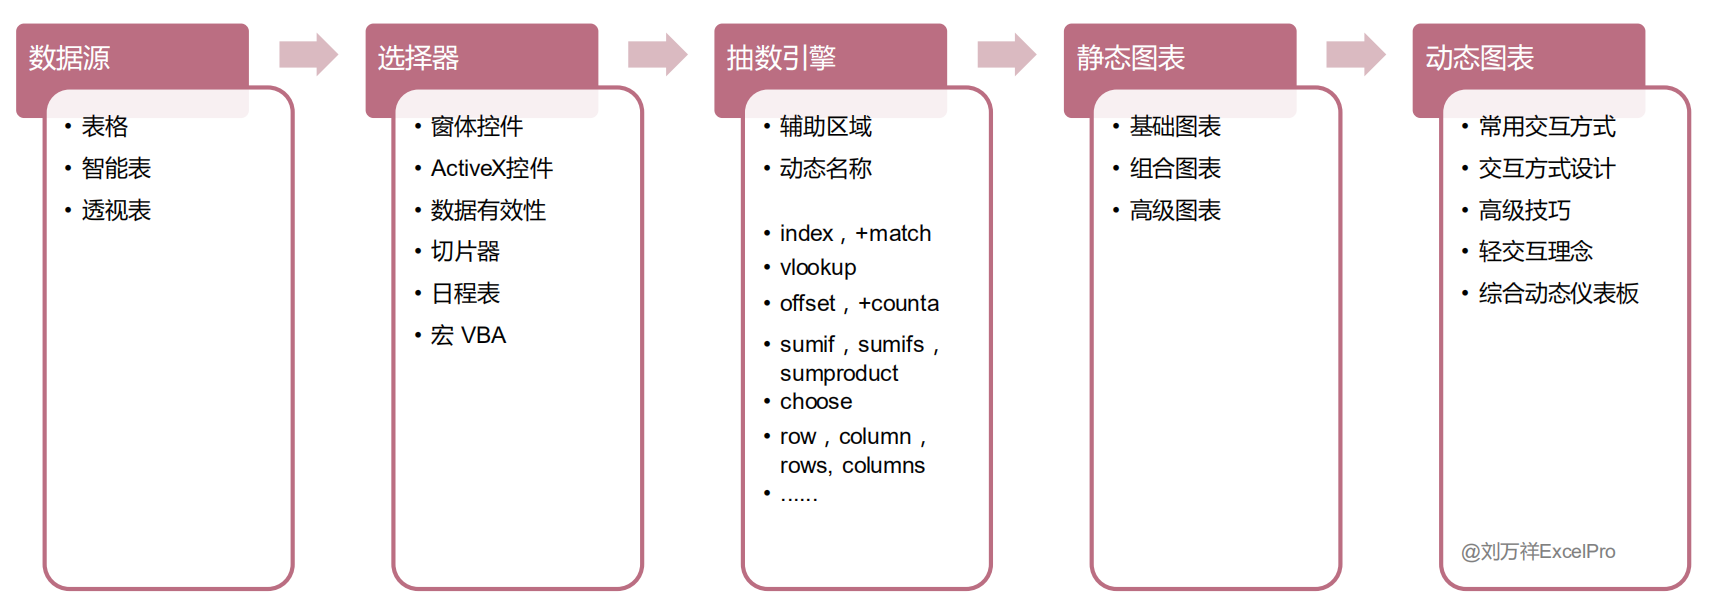 数据源
• 表格
• 智能表
• 透视表
选择器
• 窗体控件
• ActiveX控件
• 数据有效性
• 切片器
• 日程表
• 宏 VBA
抽数引擎
• 辅助区域
• 动态名称
• index，+match
• vlookup
• offset，+counta
• sumif，sumifs，
sumproduct
• choose
• row，column，
rows, columns
• ......
静态图表
• 基础图表
• 组合图表
• 高级图表
动态图表
• 常用交互方式
• 交互方式设计
• 高级技巧
• 轻交互理念
• 综合动态仪表板
@刘万祥ExcelPro